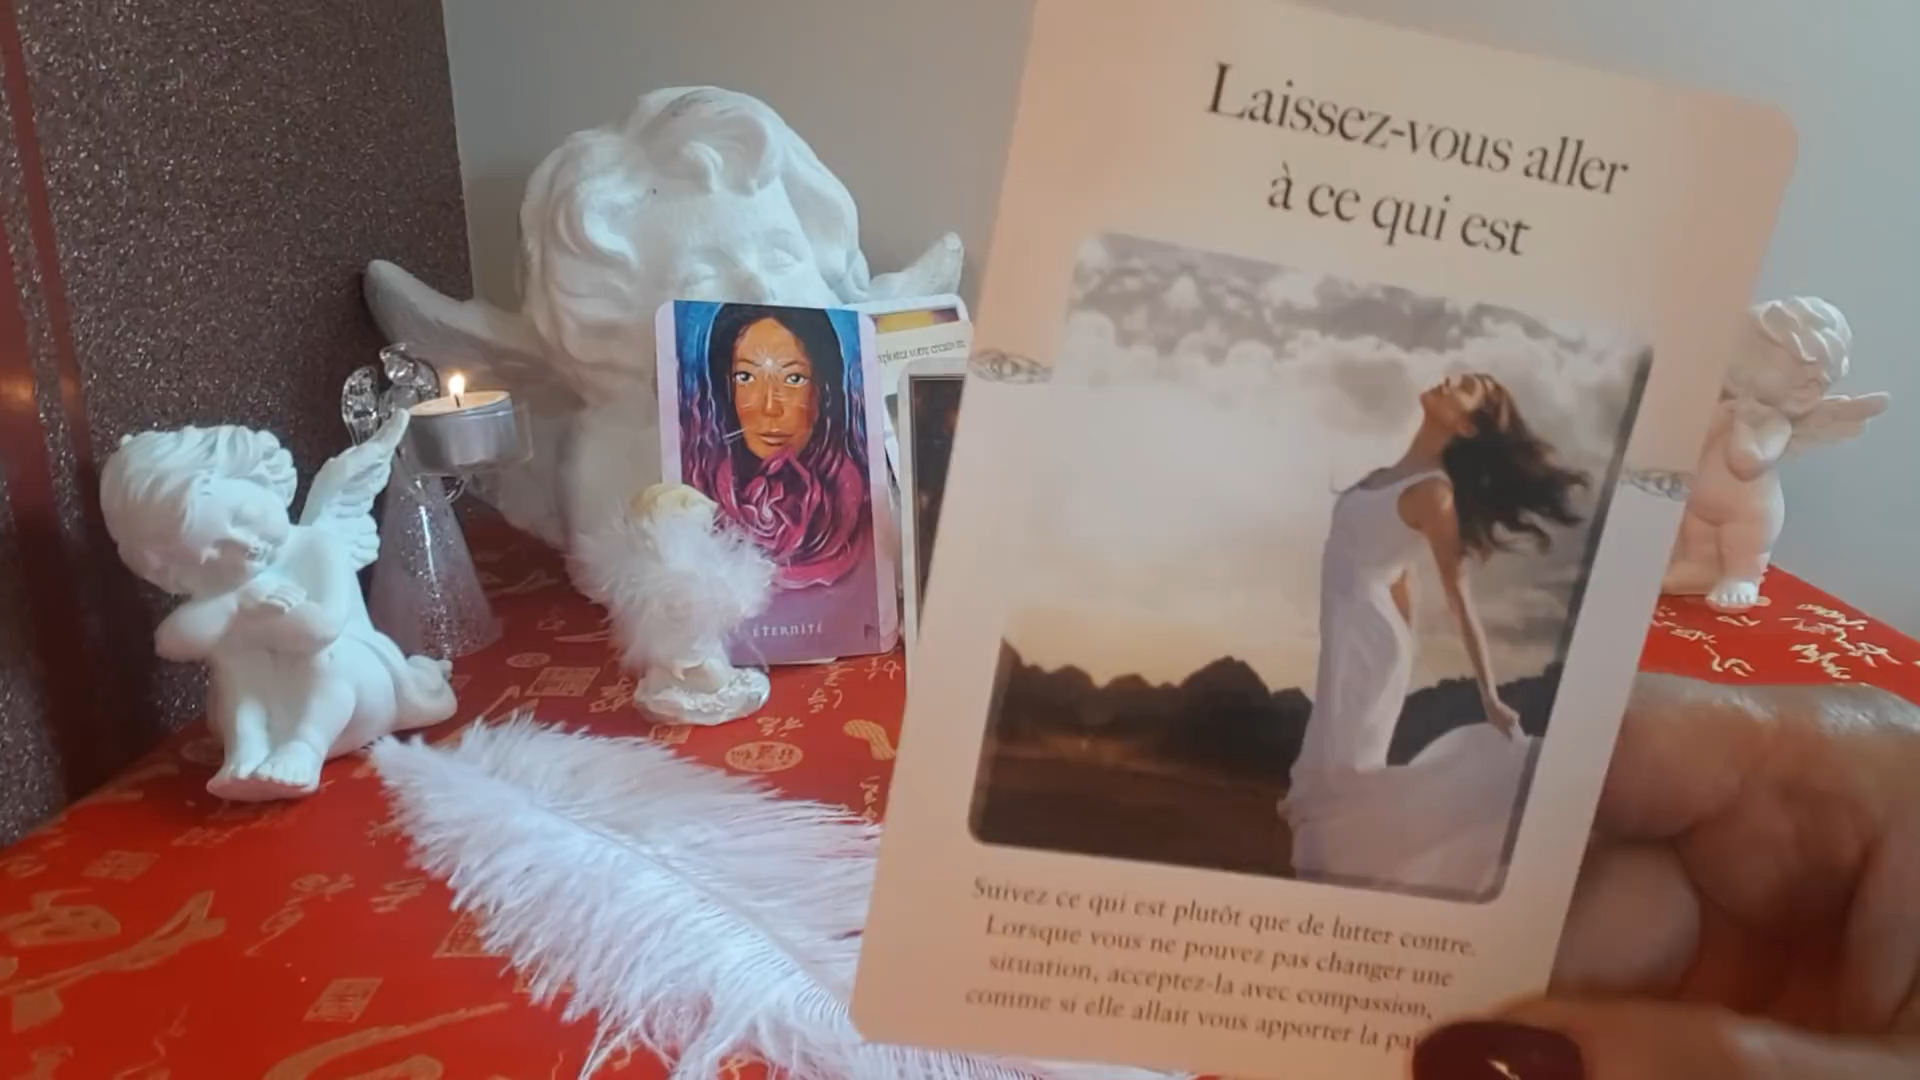 Laissez-vous aller
à ce qui est
Suivez ce qui est plutôt que de lutter contre.
Lorsque vous ne pouvez pas changer une
situation, acceptez-la avec compassion,
comme si elle allait vous apporter la
ÉTERNITÉ